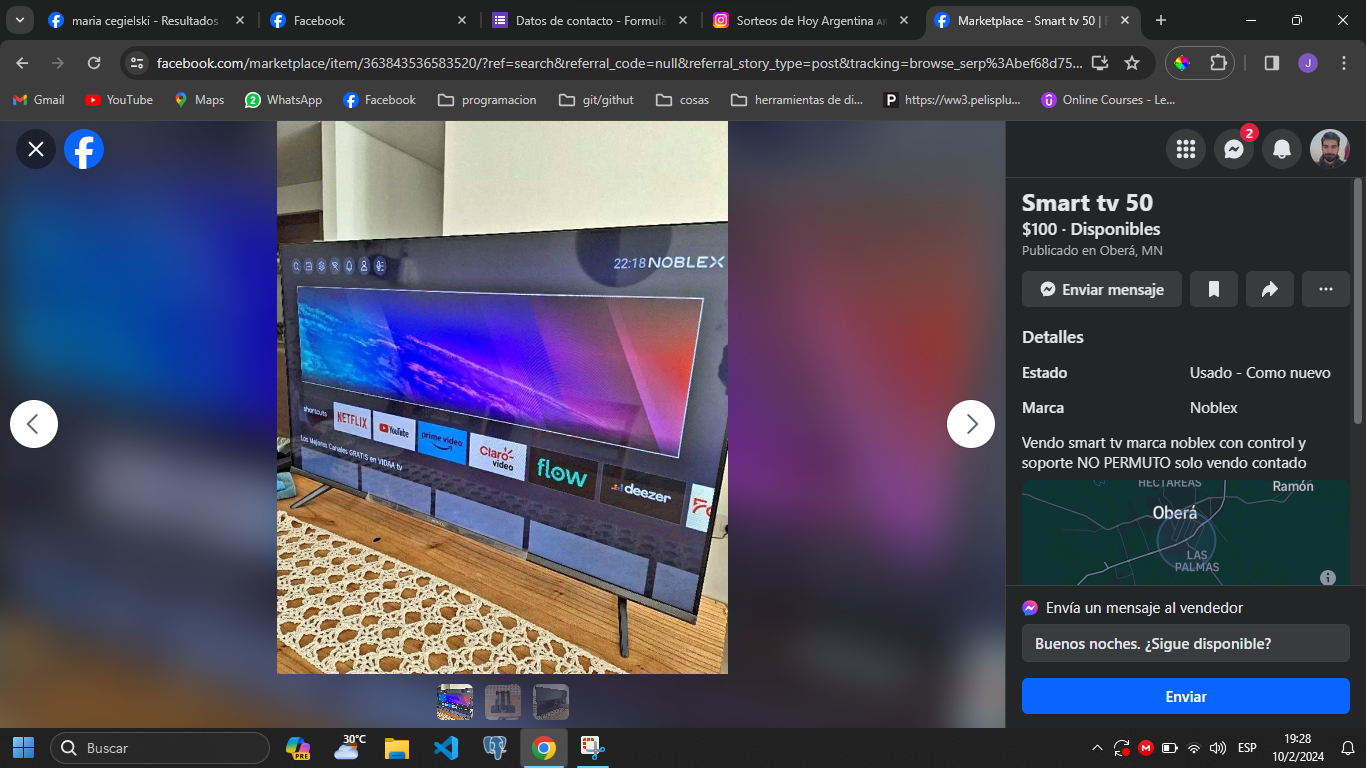 maria cegielski - Resultados
Facebook
Datos de contacto - Formula
Sorteos de Hoy Argentina
Marketplace - Smart tv 50 |
facebook.com/marketplace/item/363843536583520/?ref=search&referral_code=null&referral_story_type=post&tracking=browse_serp%3Abef68d75...
J
Gmail
YouTube
Maps
2
WhatsApp
Facebook
programacion
git/githut
cosas
herramientas de di...
P
https://ww3.pelisplu...
Online Courses - Le...
2
22:18 NOBLEX
shortcuts
NETFLIX
YouTube
prime video
Claro video
flow
deezer
Los Mejores Canales GRATIS en VIDAA tv
Smart tv 50
$100 · Disponibles
Publicado en Oberá, MN
Enviar mensaje
Detalles
Estado
Usado - Como nuevo
Marca
Noblex
Vendo smart tv marca noblex con control y
soporte NO PERMUTO solo vendo contado
HECTÁREAS
Ramón
Oberá
LAS
PALMAS
Envía un mensaje al vendedor
Buenos noches. ¿Sigue disponible?
Enviar
Buscar
PRE
30°C
M
ESP
19:28
10/2/2024